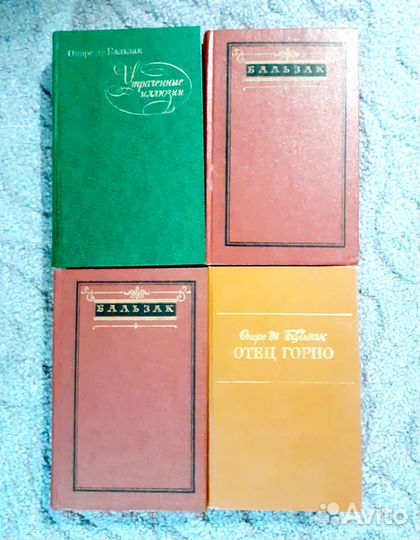 Оноре де Бальзак
Утраченные
иллюзии
БАЛЬЗАК
БАЛЬЗАК
Оноре де Бальзак
ОТЕЦ ГОРИО
Avito